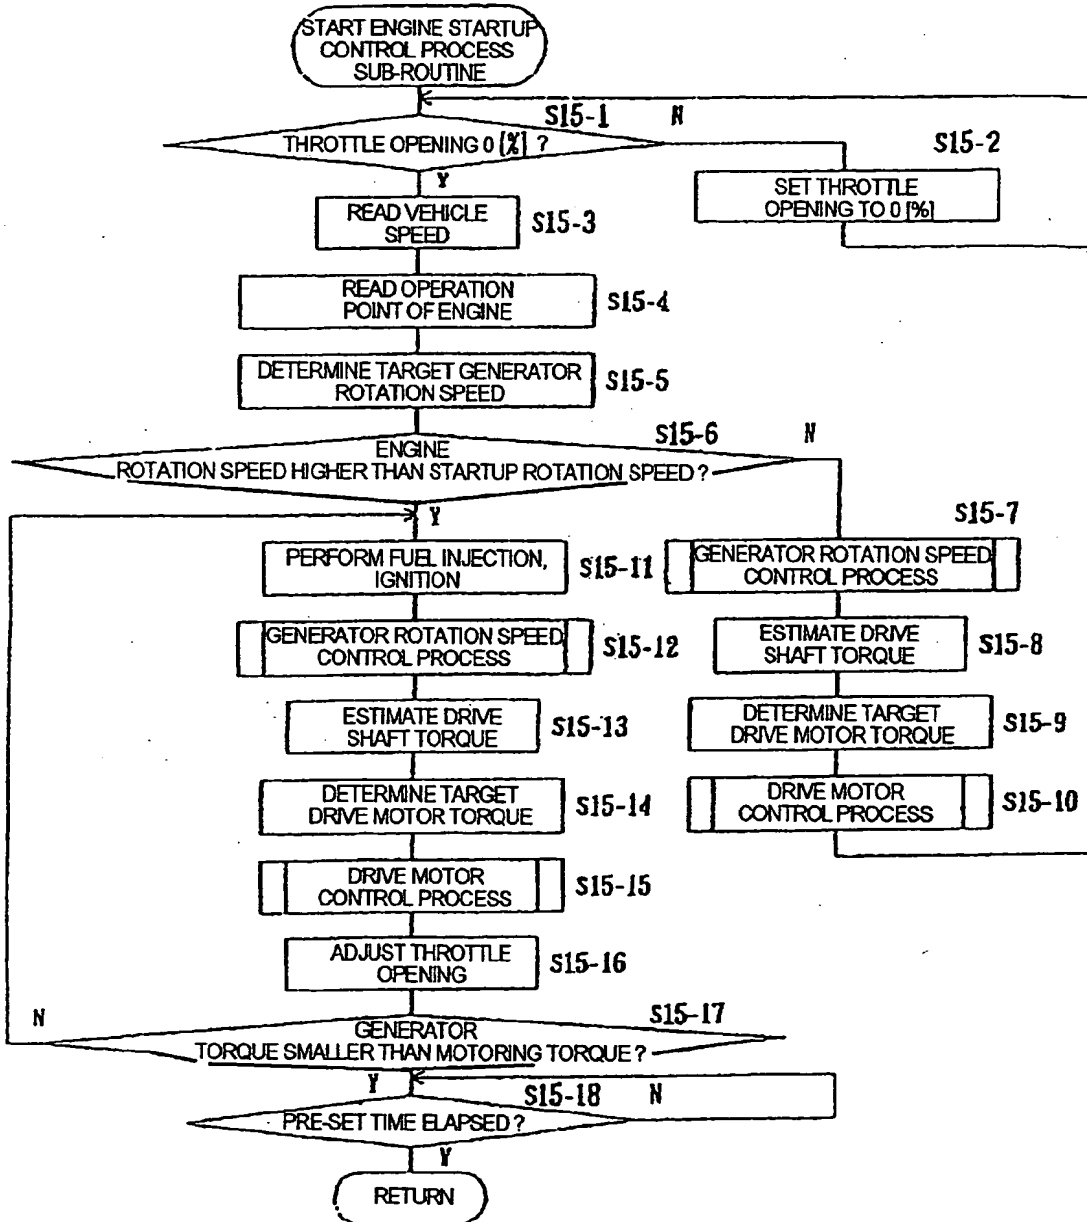 START ENGINE STARTUP
CONTROL PROCESS
SUB-ROUTINE
S15-1
N
THROTTLE OPENING 0 [%] ?
Y
S15-2
SET THROTTLE
OPENING TO 0 [%]
READ VEHICLE
SPEED
S15-3
READ OPERATION
POINT OF ENGINE
S15-4
DETERMINE TARGET GENERATOR
ROTATION SPEED
S15-5
S15-6
N
ENGINE
ROTATION SPEED HIGHER THAN STARTUP ROTATION SPEED ?
Y
S15-7
GENERATOR ROTATION SPEED
CONTROL PROCESS
ESTIMATE DRIVE
SHAFT TORQUE
S15-8
DETERMINE TARGET
DRIVE MOTOR TORQUE
S15-9
DRIVE MOTOR
CONTROL PROCESS
S15-10
PERFORM FUEL INJECTION,
IGNITION
S15-11
GENERATOR ROTATION SPEED
CONTROL PROCESS
S15-12
ESTIMATE DRIVE
SHAFT TORQUE
S15-13
DETERMINE TARGET
DRIVE MOTOR TORQUE
S15-14
DRIVE MOTOR
CONTROL PROCESS
S15-15
ADJUST THROTTLE
OPENING
S15-16
N
S15-17
GENERATOR
TORQUE SMALLER THAN MOTORING TORQUE ?
Y
S15-18
N
PRE-SET TIME ELAPSED ?
Y
RETURN